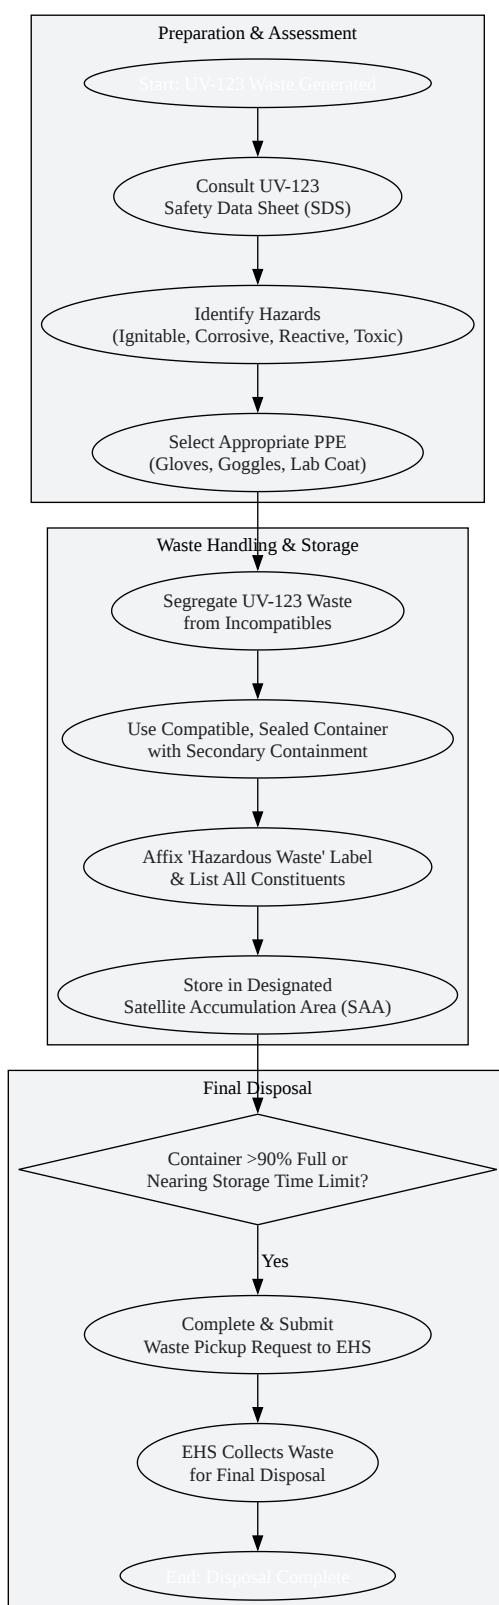 Preparation & Assessment
Start: UV-123 Waste Generated
Consult UV-123
Safety Data Sheet (SDS)
Identify Hazards
(Ignitable, Corrosive, Reactive, Toxic)
Select Appropriate PPE
(Gloves, Goggles, Lab Coat)
Waste Handling & Storage
Segregate UV-123 Waste
from Incompatibles
Use Compatible, Sealed Container
with Secondary Containment
Affix 'Hazardous Waste' Label
& List All Constituents
Store in Designated
Satellite Accumulation Area (SAA)
Final Disposal
Container >90% Full or
Nearing Storage Time Limit?
Yes
Complete & Submit
Waste Pickup Request to EHS
EHS Collects Waste
for Final Disposal
End: Disposal Complete